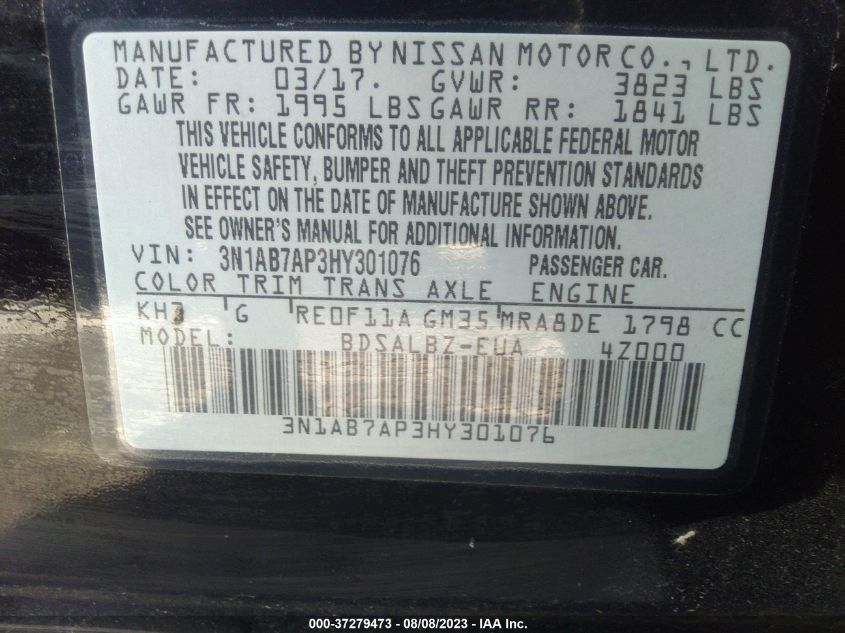 MANUFACTURED BY NISSAN MOTOR CO., LTD.
DATE: 03/17. GVWR: 3823 LBS
GAWR FR: 1995 LBS GAWR RR: 1841 LBS
THIS VEHICLE CONFORMS TO ALL APPLICABLE FEDERAL MOTOR
VEHICLE SAFETY, BUMPER AND THEFT PREVENTION STANDARDS
IN EFFECT ON THE DATE OF MANUFACTURE SHOWN ABOVE.
SEE OWNER'S MANUAL FOR ADDITIONAL INFORMATION.
VIN: 3N1AB7AP3HY301076 PASSENGER CAR.
COLOR TRIM TRANS AXLE ENGINE
KH3 G RE0F11A GM35 MRA8DE 1798 CC
MODEL: BDSALBZ-EUA 4Z000
3N1AB7AP3HY301076
000-37279473 - 08/08/2023 - © IAA Inc.